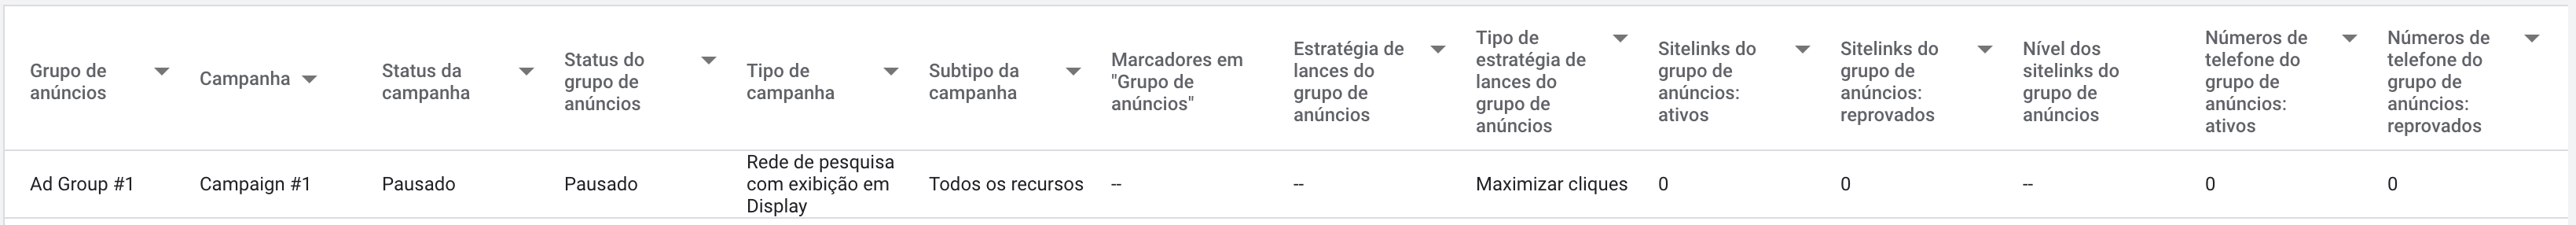 Grupo de
anúncios
Campanha
Status da
campanha
Status do
grupo de
anúncios
Tipo de
campanha
Subtipo da
campanha
Marcadores em
"Grupo de
anúncios"
Estratégia de
lances do
grupo de
anúncios
Tipo de
estratégia de
lances do
grupo de
anúncios
Sitelinks do
grupo de
anúncios:
ativos
Sitelinks do
grupo de
anúncios:
reprovados
Nível dos
sitelinks do
grupo de
anúncios
Números de
telefone do
grupo de
anúncios:
ativos
Números de
telefone do
grupo de
anúncios:
reprovados
Ad Group #1
Campaign #1
Pausado
Pausado
Rede de pesquisa
com exibição em
Display
Todos os recursos
--
--
Maximizar cliques
0
0
--
0
0